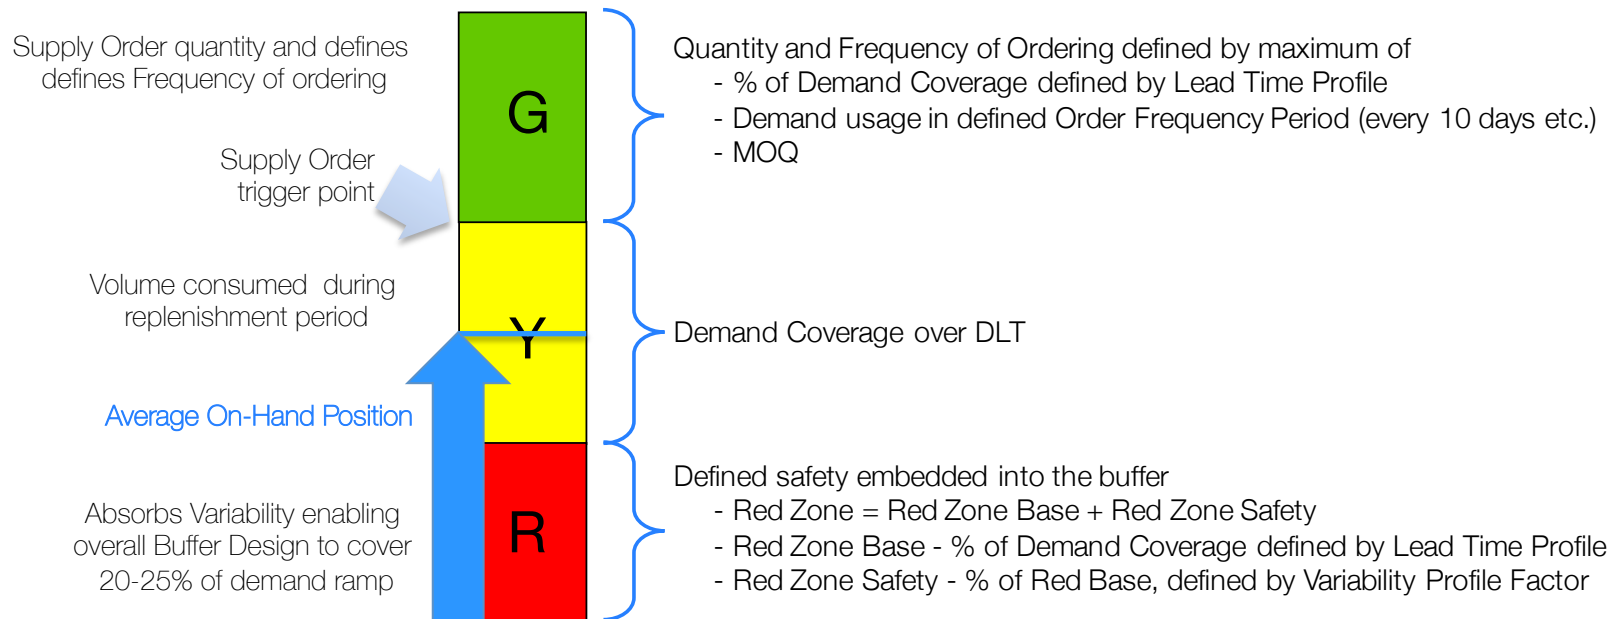 Supply Order quantity and defines
defines Frequency of ordering
Supply Order
trigger point
Volume consumed during
replenishment period
Average On-Hand Position
Absorbs Variability enabling
overall Buffer Design to cover
20-25% of demand ramp
G
Y
R
Quantity and Frequency of Ordering defined by maximum of
- % of Demand Coverage defined by Lead Time Profile
- Demand usage in defined Order Frequency Period (every 10 days etc.)
- MOQ
Demand Coverage over DLT
Defined safety embedded into the buffer
- Red Zone = Red Zone Base + Red Zone Safety
- Red Zone Base - % of Demand Coverage defined by Lead Time Profile
- Red Zone Safety - % of Red Base, defined by Variability Profile Factor